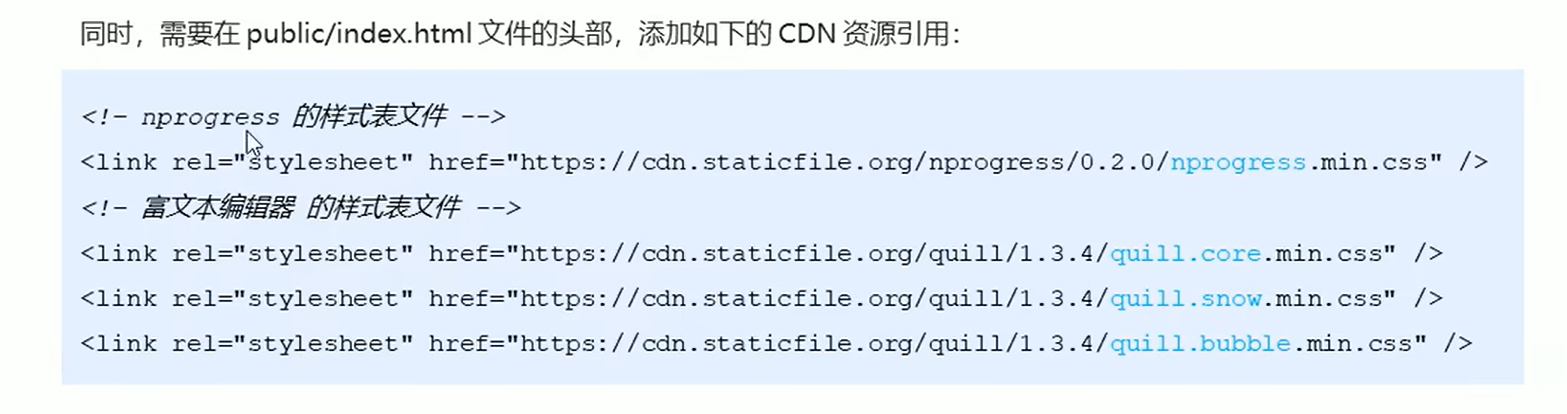 同时，需要在 public/index.html 文件的头部，添加如下的 CDN 资源引用：
<!– nprogress 的样式表文件 -->
<link rel="stylesheet" href="https://cdn.staticfile.org/nprogress/0.2.0/nprogress.min.css" />
<!– 富文本编辑器 的样式表文件 -->
<link rel="stylesheet" href="https://cdn.staticfile.org/quill/1.3.4/quill.core.min.css" />
<link rel="stylesheet" href="https://cdn.staticfile.org/quill/1.3.4/quill.snow.min.css" />
<link rel="stylesheet" href="https://cdn.staticfile.org/quill/1.3.4/quill.bubble.min.css" />